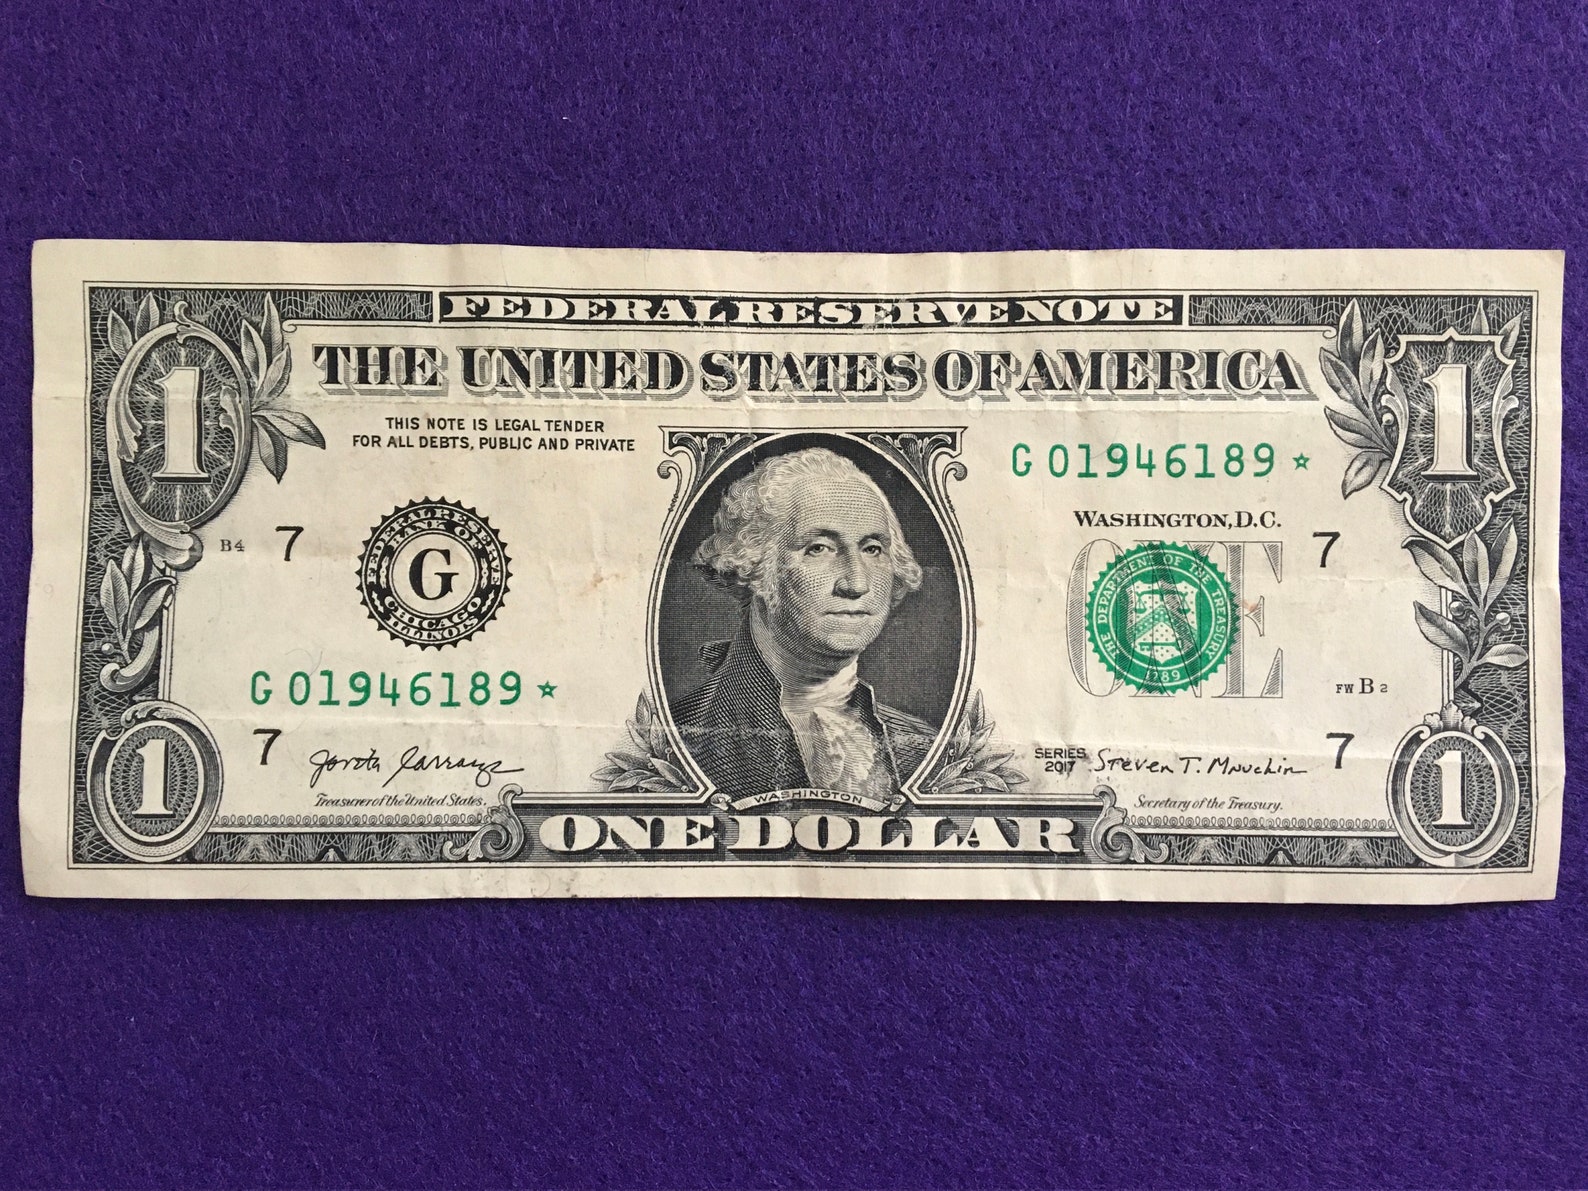 FEDERAL RESERVE NOTE
THE UNITED STATES OF AMERICA
1
1
THIS NOTE IS LEGAL TENDER
FOR ALL DEBTS, PUBLIC AND PRIVATE
G 01946189 ☆
WASHINGTON, D.C.
B4
7
FEDERAL RESERVE
BANK OF
G
CHICAGO
ILLINOIS
7
ONE
THE DEPARTMENT OF THE TREASURY
1789
G 01946189 ☆
FW B 2
7
Jovita Carranza
Treasurer of the United States.
WASHINGTON
SERIES
2017
Steven T. Mnuchin
Secretary of the Treasury.
7
1
ONE DOLLAR
1